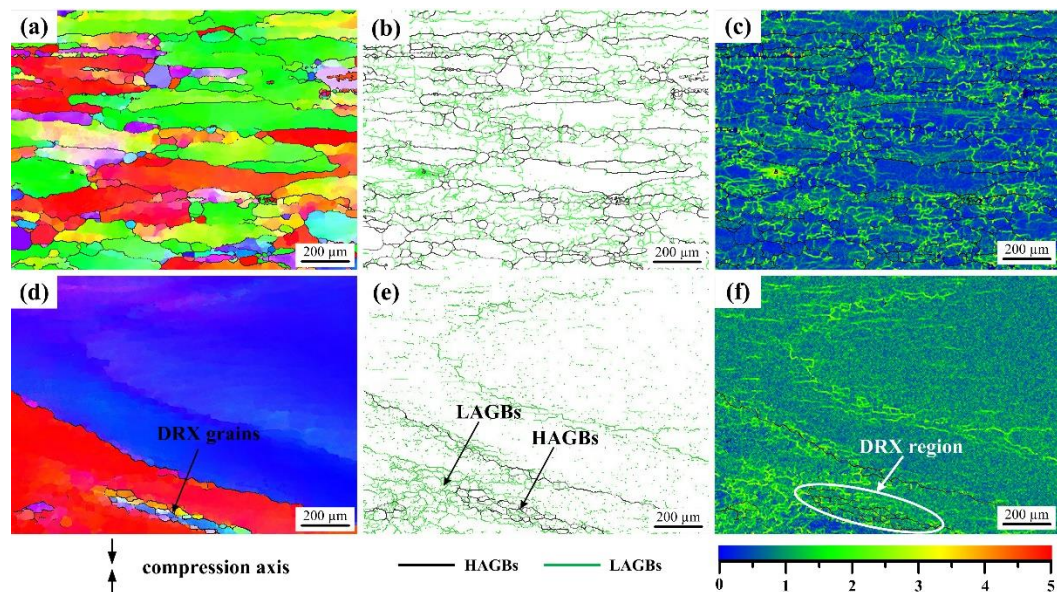 (a)
(b)
(c)
200 µm
200 µm
200 µm
(d)
(e)
(f)
DRX grains
LAGBs
HAGBs
DRX region
200 µm
200 µm
200 µm
compression axis
HAGBs
LAGBs
0 1 2 3 4 5